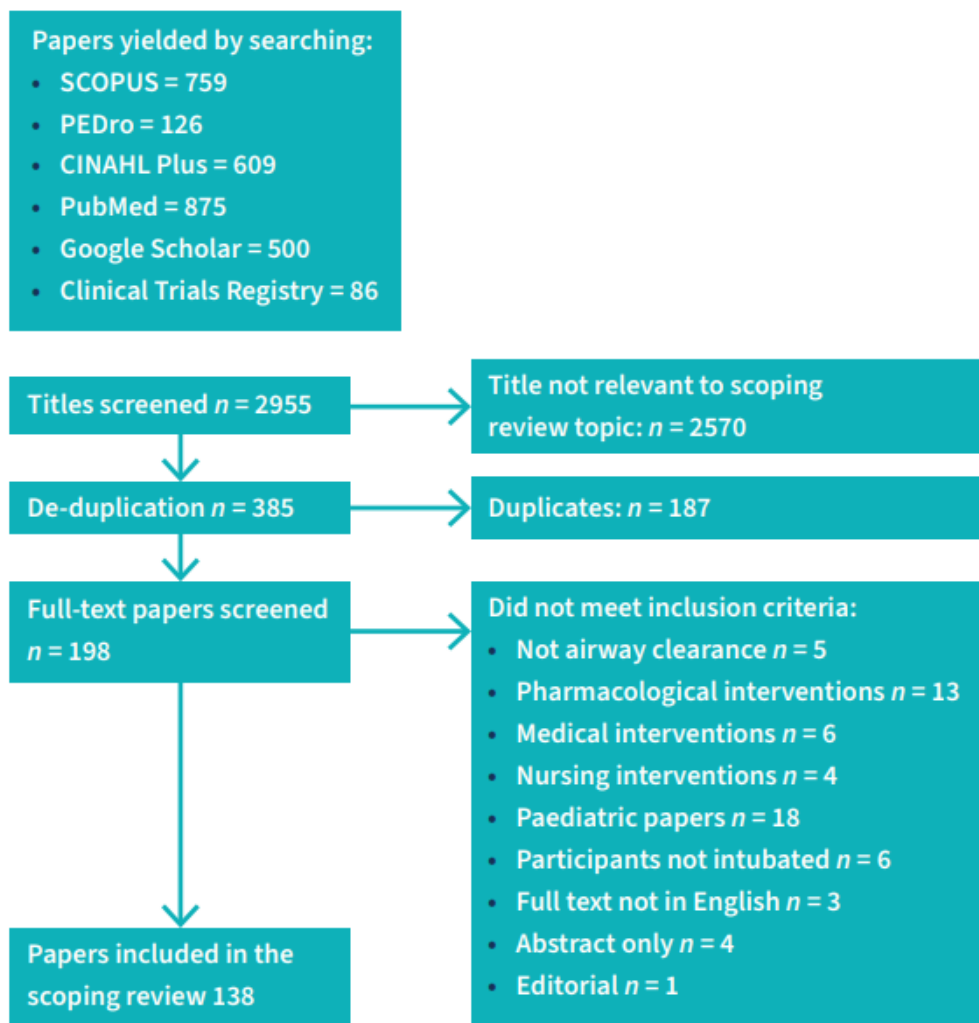 Papers yielded by searching:
• SCOPUS = 759
• PEDro = 126
• CINAHL Plus = 609
• PubMed = 875
• Google Scholar = 500
• Clinical Trials Registry = 86
Titles screened n = 2955
Title not relevant to scoping
review topic: n = 2570
De-duplication n = 385
Duplicates: n = 187
Full-text papers screened
n = 198
Did not meet inclusion criteria:
• Not airway clearance n = 5
• Pharmacological interventions n = 13
• Medical interventions n = 6
• Nursing interventions n = 4
• Paediatric papers n = 18
• Participants not intubated n = 6
• Full text not in English n = 3
• Abstract only n = 4
• Editorial n = 1
Papers included in the
scoping review 138